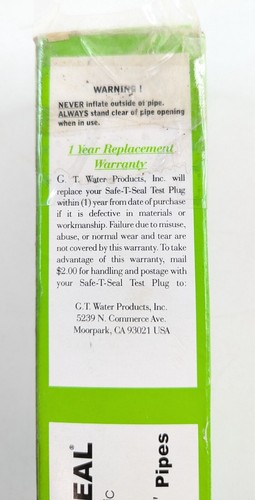 WARNING !
NEVER inflate outside of pipe.
ALWAYS stand clear of pipe opening
when in use.
1 Year Replacement
Warranty
G. T. Water Products, Inc. will
replace your Safe-T-Seal Test Plug
within (1) year from date of purchase
if it is defective in materials or
workmanship. Failure due to misuse,
abuse, or normal wear and tear are
not covered by this warranty. To take
advantage of this warranty, mail
$2.00 for handling and postage with
your Safe-T-Seal Test Plug to:
G.T. Water Products, Inc.
5239 N. Commerce Ave.
Moorpark, CA 93021 USA
EAL®
" Pipes